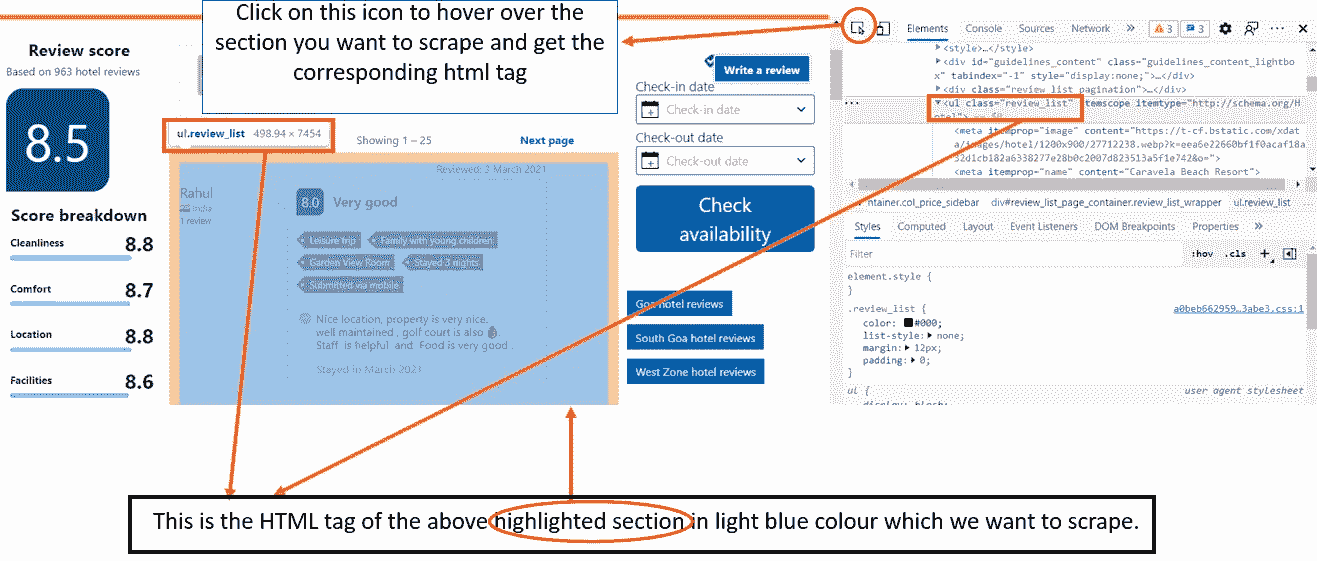 Click on this icon to hover over the
section you want to scrape and get the
corresponding html tag
Review score
Based on 963 hotel reviews
8.5
Score breakdown
Cleanliness 8.8
Comfort 8.7
Location 8.8
Facilities 8.6
ul.review_list 498.94 × 7454
Showing 1 – 25
Next page
Reviewed: 3 March 2021
Rahul
India
1 review
8.0 Very good
Leisure trip
Family with young children
Garden View Room
Stayed 3 nights
Submitted via mobile
Nice location, property is very nice,
well maintained , golf court is also
Staff is helpful and Food is very good .
Stayed in March 2021
Write a review
Check-in date
Check-in date
Check-out date
Check-out date
Check
availability
Goa hotel reviews
South Goa hotel reviews
West Zone hotel reviews
Elements Console Sources Network » 3 3
<style>…</style>
<div id="guidelines_content" class="guidelines_content_lightbo
x" tabindex="-1" style="display:none;">…</div>
<div class="review_list_pagination">…</div>
<ul class="review_list" itemscope itemtype="http://schema.org/H
otel"> == $0
<meta itemprop="image" content="https://t-cf.bstatic.com/xdat
a/images/hotel/1200x900/27712238.webp?k=eea6e22660bf1f0acaf18a
32d1cb182a6338277e28b0c2007d823513a5f1e742&o=">
<meta itemprop="name" content="Caravela Beach Resort">
ntainer.col_price_sidebar div#review_list_page_container.review_list_wrapper ul.review_list
Styles Computed Layout Event Listeners DOM Breakpoints Properties »
Filter :hov .cls +
element.style {
}
.review_list { a0beb662959…3abe3.css:1
color: #000;
list-style: none;
margin: 12px;
padding: 0;
}
ul { user agent stylesheet
display: block;
This is the HTML tag of the above highlighted section in light blue colour which we want to scrape.